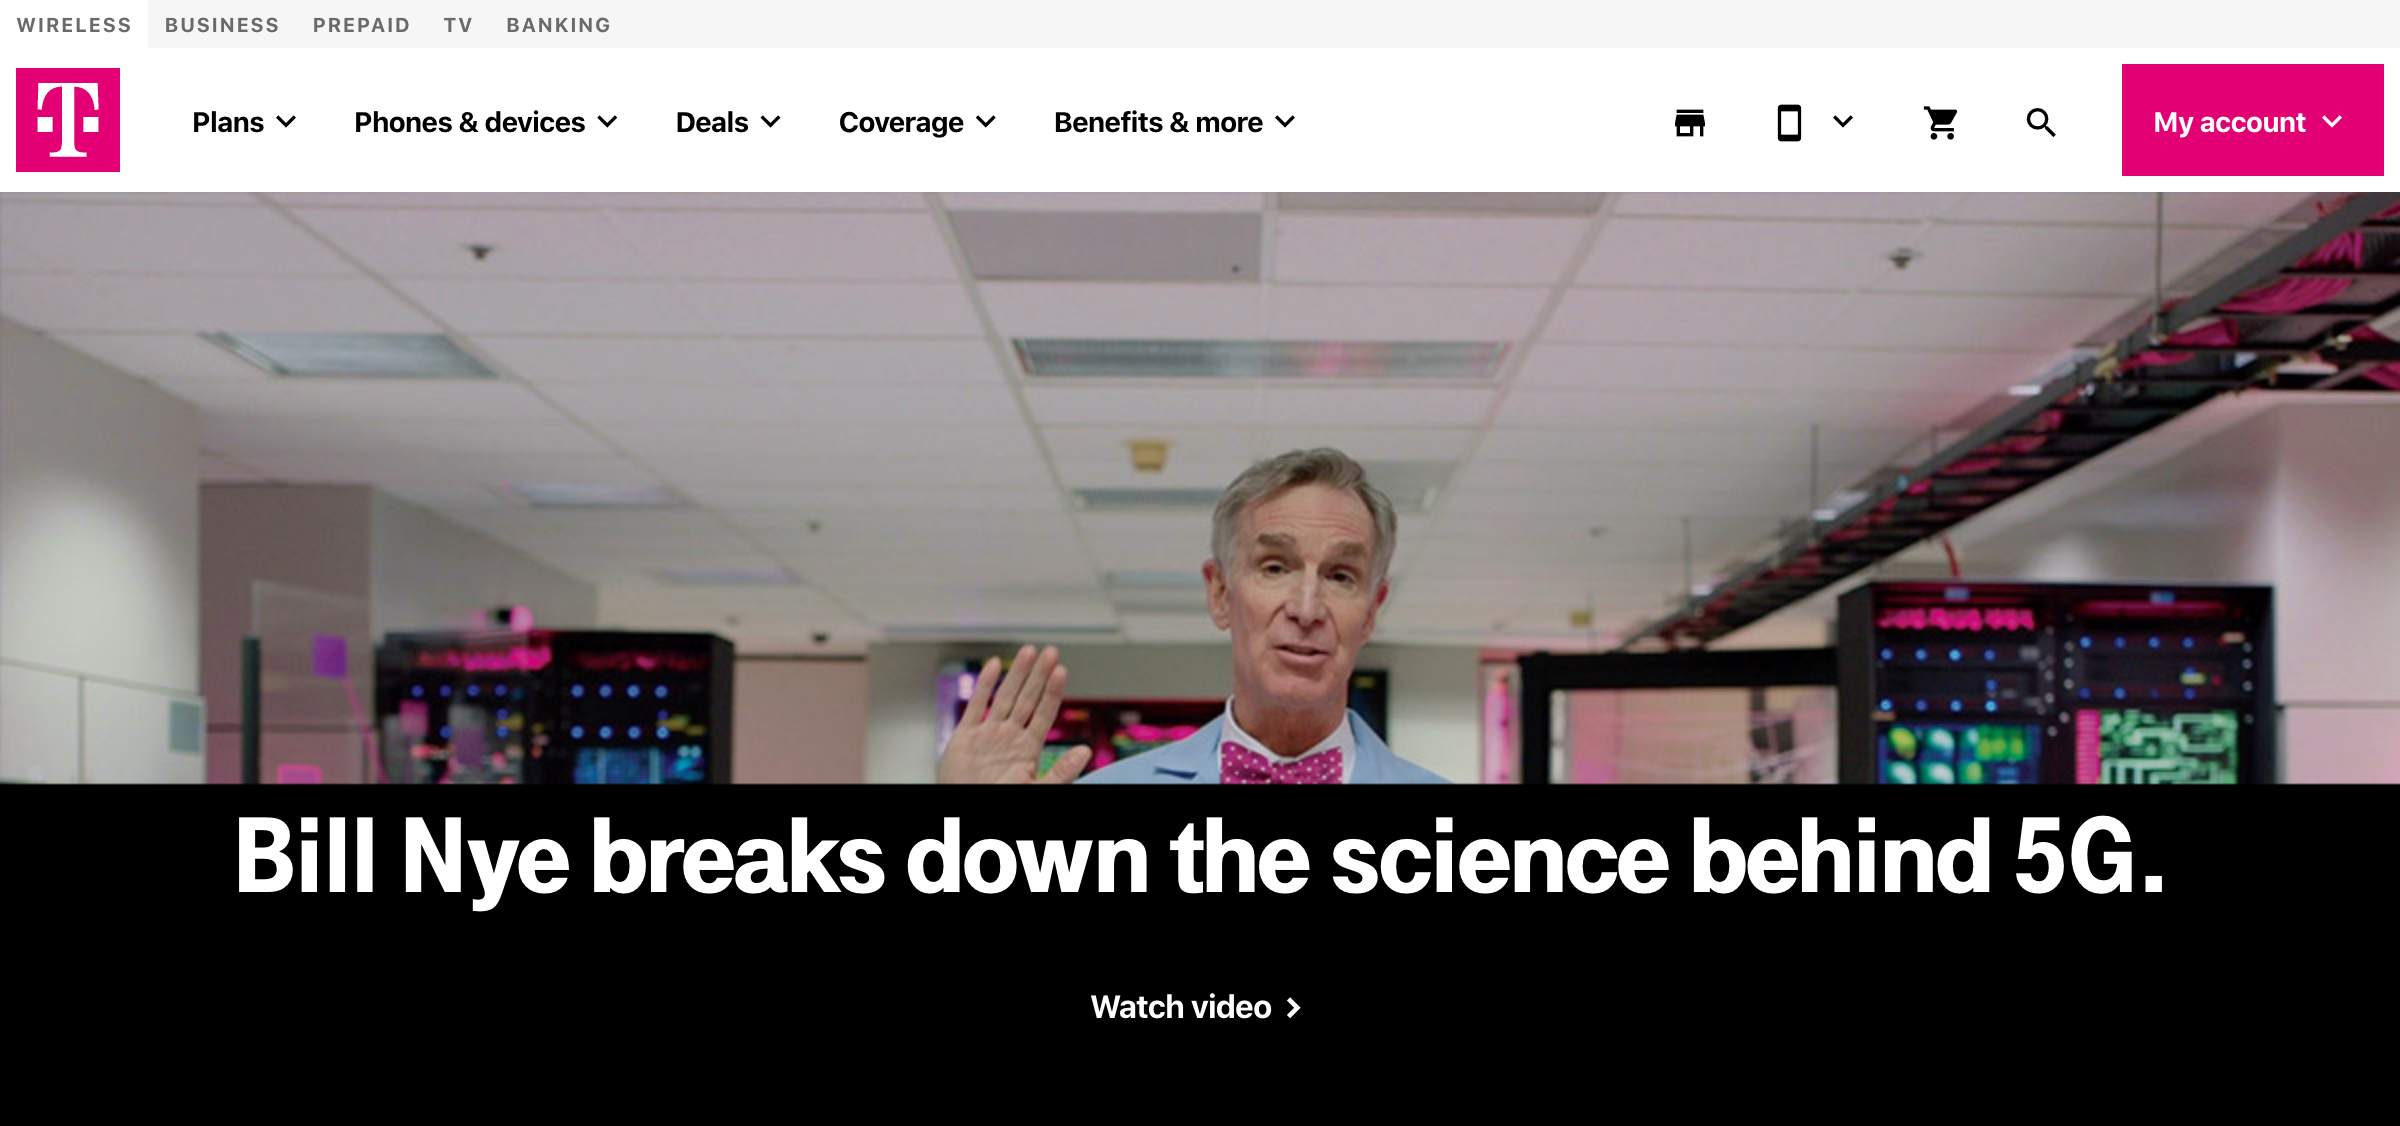 WIRELESS BUSINESS PREPAID TV BANKING
T Plans Phones & devices Deals Coverage Benefits & more My account
Bill Nye breaks down the science behind 5G.
Watch video